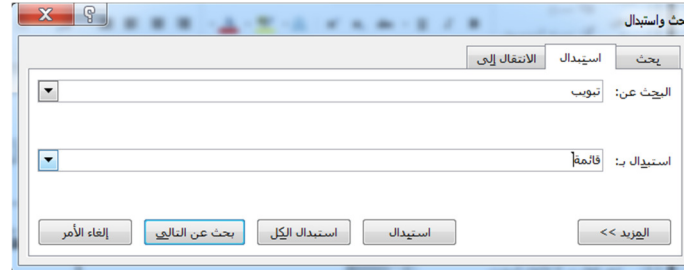 حث واستبدال
بحث استبدال الانتقال إلى
البحث عن: تبويب
استبدال بـ: قائمة
المزيد >> استبدال استبدال الكل بحث عن التالي إلغاء الأمر